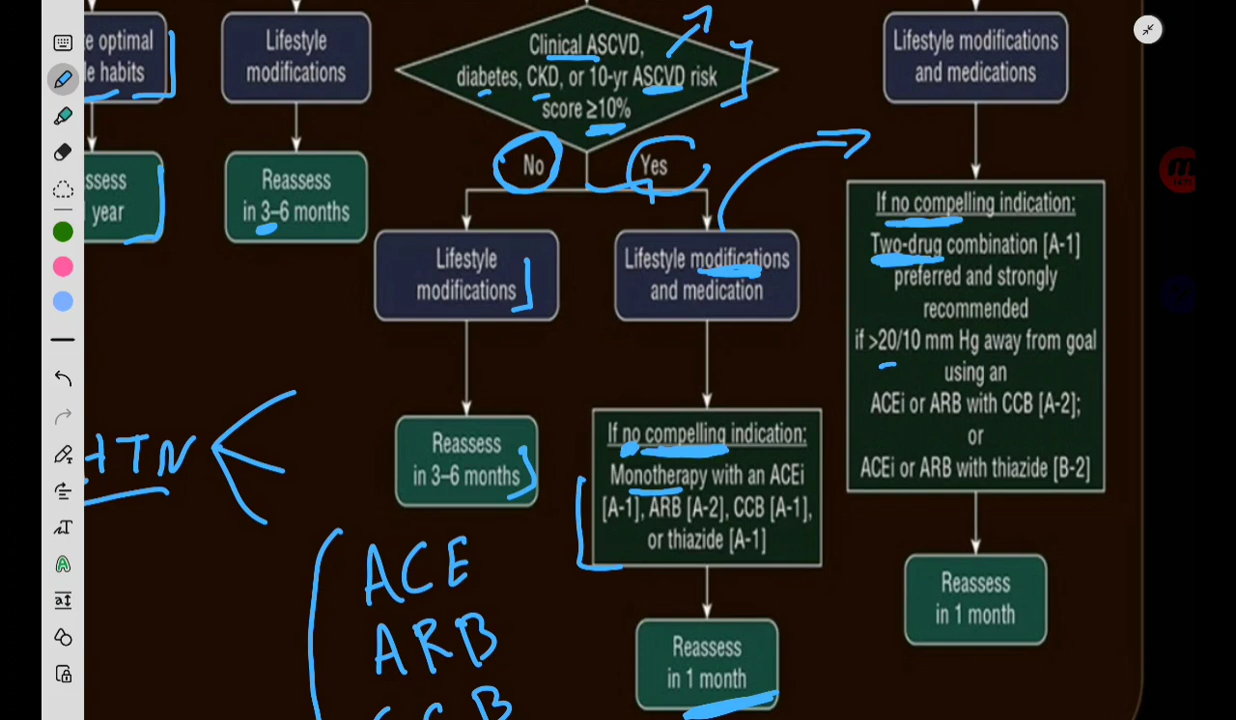 te optimal
le habits
ssess
year
Lifestyle
modifications
Reassess
in 3–6 months
Clinical ASCVD,
diabetes, CKD, or 10-yr ASCVD risk
score ≥10%
No
Yes
Lifestyle
modifications
Reassess
in 3–6 months
Lifestyle modifications
and medication
If no compelling indication:
Monotherapy with an ACEi
[A-1], ARB [A-2], CCB [A-1],
or thiazide [A-1]
Reassess
in 1 month
Lifestyle modifications
and medications
If no compelling indication:
Two-drug combination [A-1]
preferred and strongly
recommended
if >20/10 mm Hg away from goal
using an
ACEi or ARB with CCB [A-2];
or
ACEi or ARB with thiazide [B-2]
Reassess
in 1 month
HTN
ACE
ARB
CCB